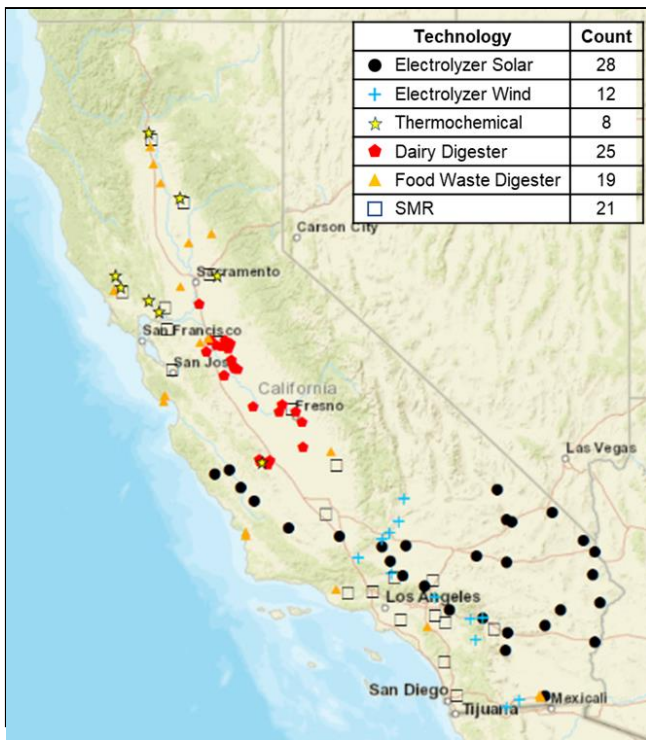 Technology Count
Electrolyzer Solar 28
Electrolyzer Wind 12
Thermochemical 8
Dairy Digester 25
Food Waste Digester 19
SMR 21
Carson City
Sacramento
San Francisco
San Jos
California
Fresno
Las Vegas
Los Angeles
San Diego
Mexicali
Tijuana